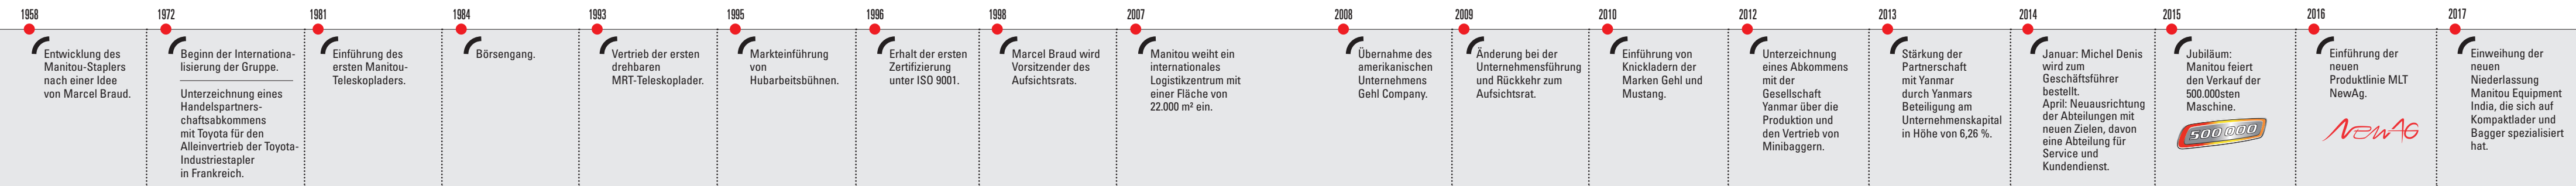 1958
Entwicklung des
Manitou-Staplers
nach einer Idee
von Marcel Braud.
1972
Beginn der Internationa-
lisierung der Gruppe.
Unterzeichnung eines
Handelspartners-
chaftsabkommens
mit Toyota für den
Alleinvertrieb der Toyota-
Industriestapler
in Frankreich.
1981
Einführung des
ersten Manitou-
Teleskopladers.
1984
Börsengang.
1993
Vertrieb der ersten
drehbaren
MRT-Teleskoplader.
1995
Markteinführung
von
Hubarbeitsbühnen.
1996
Erhalt der ersten
Zertifizierung
unter ISO 9001.
1998
Marcel Braud wird
Vorsitzender des
Aufsichtsrats.
2007
Manitou weiht ein
internationales
Logistikzentrum mit
einer Fläche von
22.000 m² ein.
2008
Übernahme des
amerikanischen
Unternehmens
Gehl Company.
2009
Änderung bei der
Unternehmensführung
und Rückkehr zum
Aufsichtsrat.
2010
Einführung von
Knickladern der
Marken Gehl und
Mustang.
2012
Unterzeichnung
eines Abkommens
mit der
Gesellschaft
Yanmar über die
Produktion und
den Vertrieb von
Minibaggern.
2013
Stärkung der
Partnerschaft
mit Yanmar
durch Yanmars
Beteiligung am
Unternehmenskapital
in Höhe von 6,26 %.
2014
Januar: Michel Denis
wird zum
Geschäftsführer
bestellt.
April: Neuausrichtung
der Abteilungen mit
neuen Zielen, davon
eine Abteilung für
Service und
Kundendienst.
2015
Jubiläum:
Manitou feiert
den Verkauf der
500.000sten
Maschine.
500 000
2016
Einführung der
neuen
Produktlinie MLT
NewAg.
NewAG
2017
Einweihung der
neuen
Niederlassung
Manitou Equipment
India, die sich auf
Kompaktlader und
Bagger spezialisiert
hat.